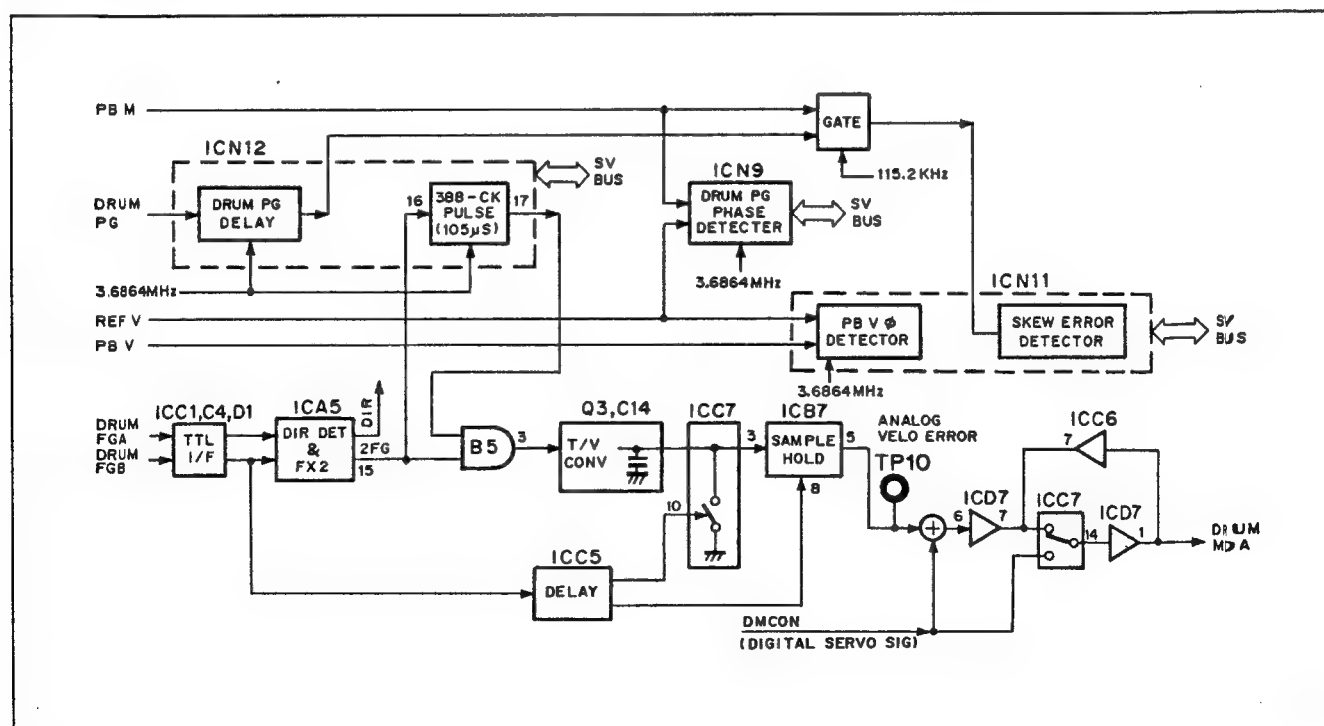 PB M
GATE
ICN12
SV
BUS
115.2KHz
ICN9
DRUM PG
PHASE
DETECTER
SV
BUS
DRUM
PG
DRUM PG
DELAY
16
388-CK
PULSE
(105µS)
17
3.6864MHz
3.6864MHz
ICN11
REF V
PB V
PB V Ø
DETECTOR
SKEW ERROR
DETECTOR
SV
BUS
3.6864MHz
ICC1,C4,D1
ICA5
DIR
Q3,C14
ICC7
ICB7
ANALOG
VELO ERROR
ICC6
DRUM
FGA
DRUM
FGB
TTL
I/F
DIR DET
&
FX2
2FG
15
B5
3
T/V
CONV
3
SAMPLE
HOLD
5
8
TP10
7
10
ICD7
6
7
ICC7
14
ICD7
1
DRUM
MDA
ICC5
DELAY
DMCON
(DIGITAL SERVO SIG)